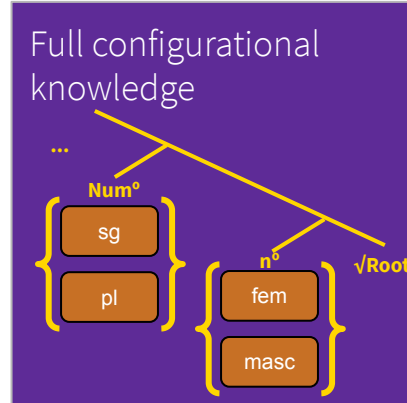 Full configurational
knowledge
...
Numº
sg
pl
nº
√Root
fem
masc